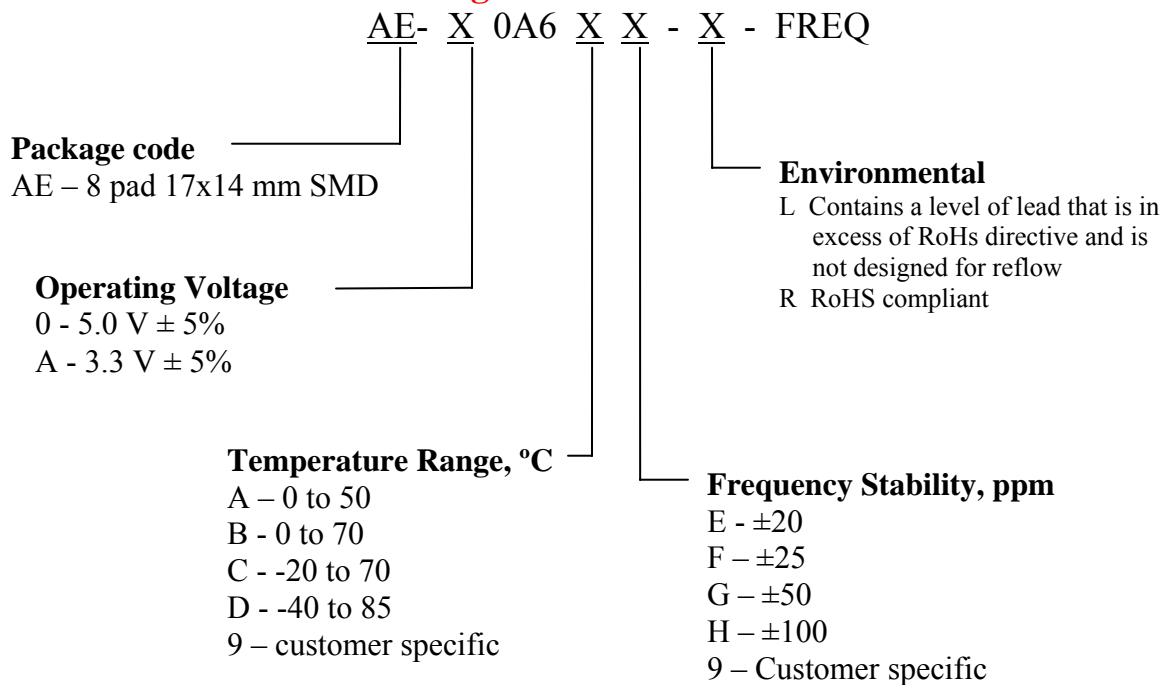 AE- X 0A6 X X - X - FREQ
Package code
AE – 8 pad 17x14 mm SMD
Operating Voltage
0 - 5.0 V ± 5%
A - 3.3 V ± 5%
Temperature Range, ºC
A – 0 to 50
B - 0 to 70
C - -20 to 70
D - -40 to 85
9 – customer specific
Environmental
L Contains a level of lead that is in
excess of RoHs directive and is
not designed for reflow
R RoHS compliant
Frequency Stability, ppm
E - ±20
F – ±25
G – ±50
H – ±100
9 – Customer specific